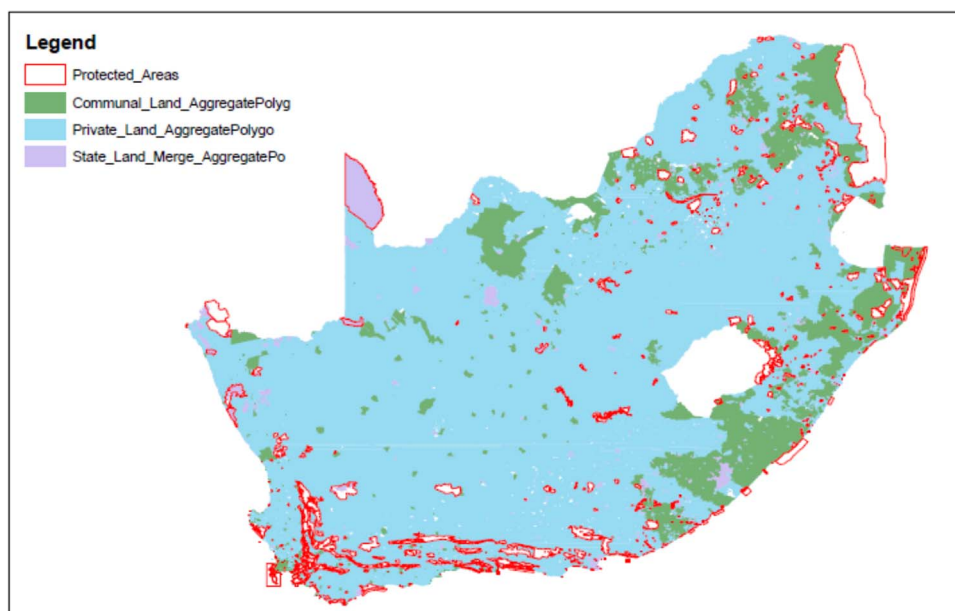 Legend
Protected_Areas
Communal_Land_AggregatePolyg
Private_Land_AggregatePolygo
State_Land_Merge_AggregatePo